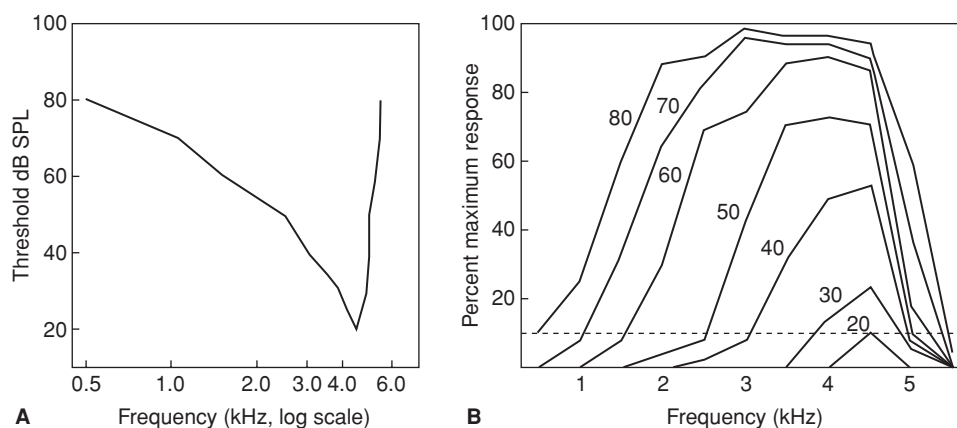 100
80
60
40
20
Threshold dB SPL
0.5 1.0 2.0 3.0 4.0 6.0
A Frequency (kHz, log scale)
100
80
60
40
20
Percent maximum response
80
70
60
50
40
30
20
1 2 3 4 5
B Frequency (kHz)